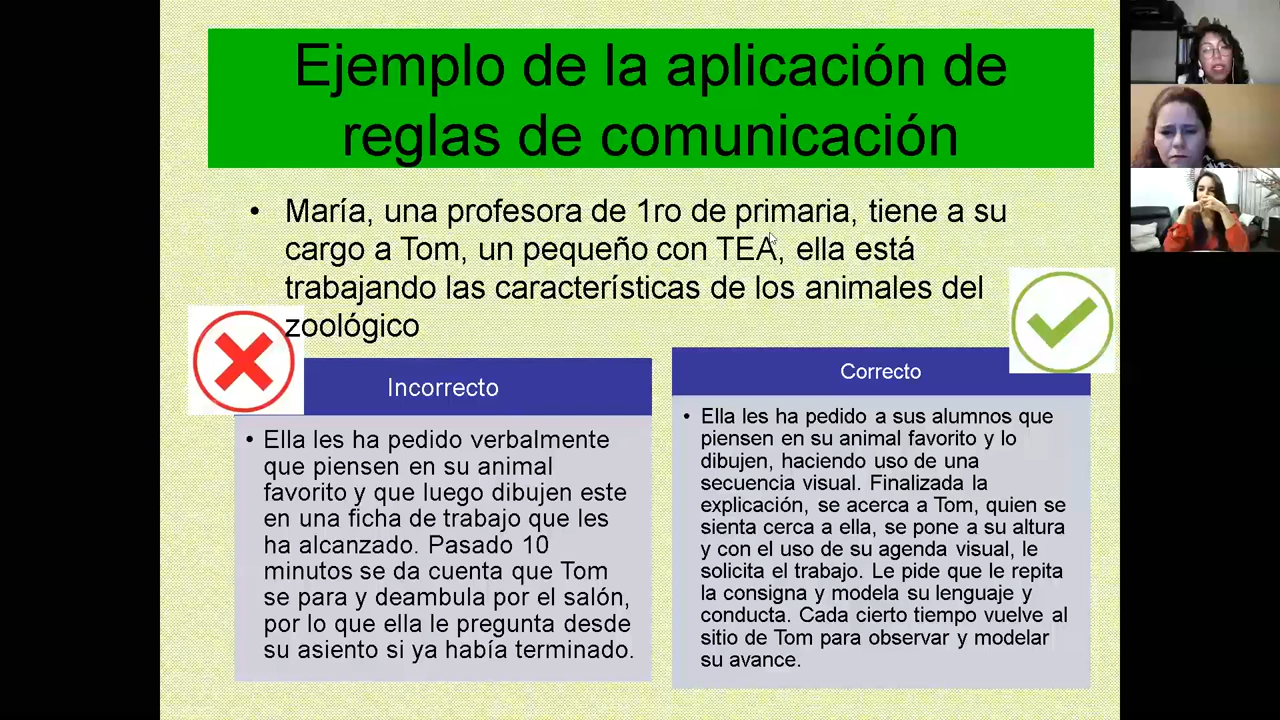 Ejemplo de la aplicación de
reglas de comunicación
• María, una profesora de 1ro de primaria, tiene a su
cargo a Tom, un pequeño con TEA, ella está
trabajando las características de los animales del
zoológico
Incorrecto
• Ella les ha pedido verbalmente
que piensen en su animal
favorito y que luego dibujen este
en una ficha de trabajo que les
ha alcanzado. Pasado 10
minutos se da cuenta que Tom
se para y deambula por el salón,
por lo que ella le pregunta desde
su asiento si ya había terminado.
Correcto
• Ella les ha pedido a sus alumnos que
piensen en su animal favorito y lo
dibujen, haciendo uso de una
secuencia visual. Finalizada la
explicación, se acerca a Tom, quien se
sienta cerca a ella, se pone a su altura
y con el uso de su agenda visual, le
solicita el trabajo. Le pide que le repita
la consigna y modela su lenguaje y
conducta. Cada cierto tiempo vuelve al
sitio de Tom para observar y modelar
su avance.